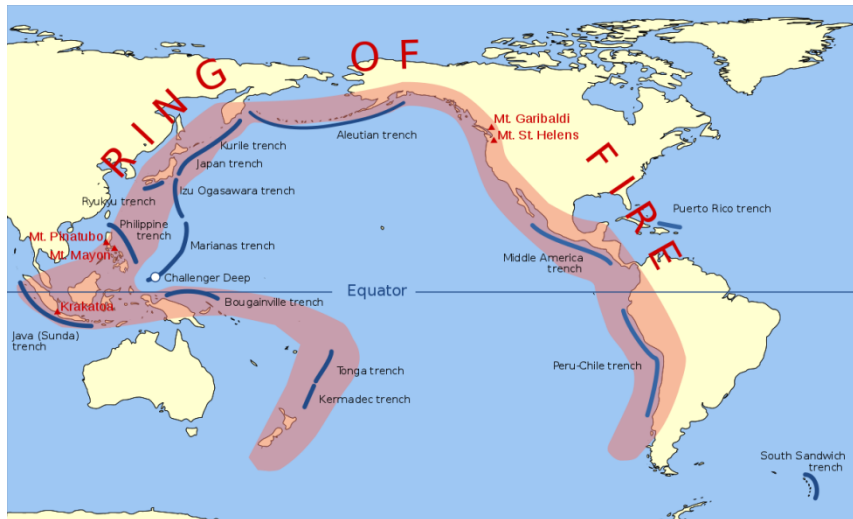 RING OF FIRE
Mt. Garibaldi
Mt. St. Helens
Aleutian trench
Kurile trench
Japan trench
Izu Ogasawara trench
Ryukyu trench
Puerto Rico trench
Philippine
trench
Mt. Pinatubo
Mt. Mayon
Marianas trench
Middle America
trench
Challenger Deep
Equator
Bougainville trench
Krakatoa
Java (Sunda)
trench
Tonga trench
Kermadec trench
Peru-Chile trench
South Sandwich
trench